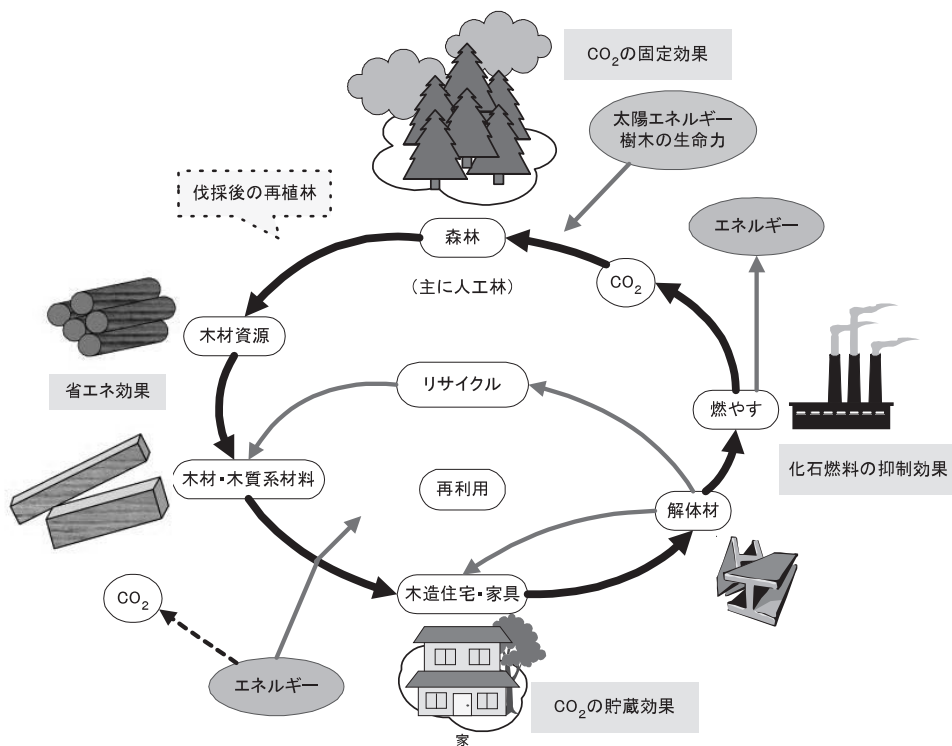 CO₂の固定効果
太陽エネルギー
樹木の生命力
伐採後の再植林
エネルギー
森林
(主に人工林)
CO₂
木材資源
省エネ効果
リサイクル
燃やす
化石燃料の抑制効果
木材・木質系材料
再利用
解体材
CO₂
木造住宅・家具
エネルギー
CO₂の貯蔵効果
家